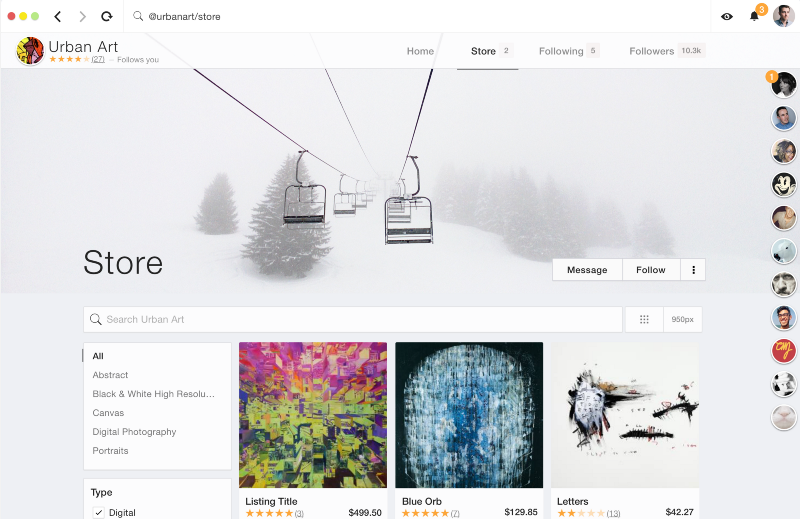 @urbanart/store
3
Urban Art
(27) – Follows you
Home
Store 2
Following 5
Followers 10.3k
1
Store
Message
Follow
Search Urban Art
950px
All
Abstract
Black & White High Resolu...
Canvas
Digital Photography
Portraits
Type
Digital
Listing Title
(3) $499.50
Blue Orb
(7) $129.85
Letters
(13) $42.27